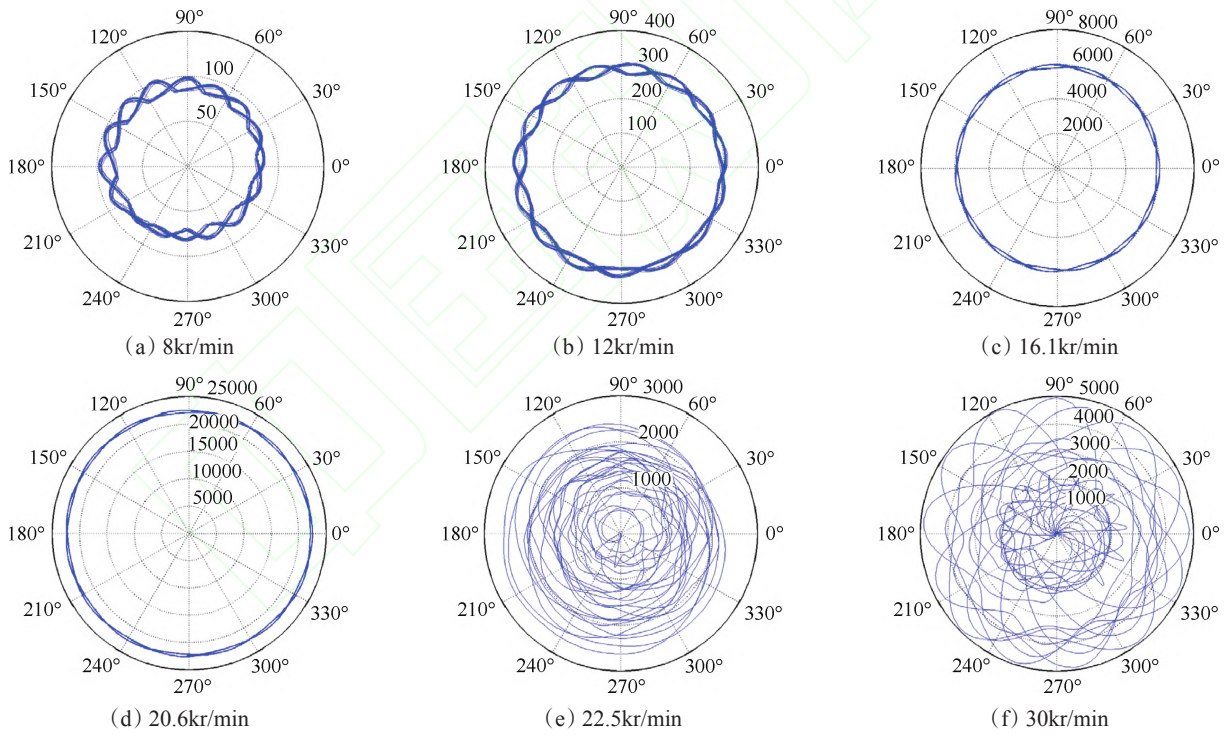 90° 90° 400 90° 8000
120° 60° 120° 60° 120° 60°
100 300 6000
150° 50 30° 150° 200 30° 150° 4000 30°
100 2000
180° 0° 180° 0° 180° 0°
210° 330° 210° 330° 210° 330°
240° 300° 240° 300° 240° 300°
270° 270° 270°
(a) 8kr/min (b) 12kr/min (c) 16.1kr/min
90° 25000 90° 3000 90° 5000
120° 60° 120° 60° 120° 4000 60°
20000 2000 3000
150° 15000 30° 150° 1000 30° 150° 2000 30°
10000 1000
5000
180° 0° 180° 0° 180° 0°
210° 330° 210° 330° 210° 330°
240° 300° 240° 300° 240° 300°
270° 270° 270°
(d) 20.6kr/min (e) 22.5kr/min (f) 30kr/min